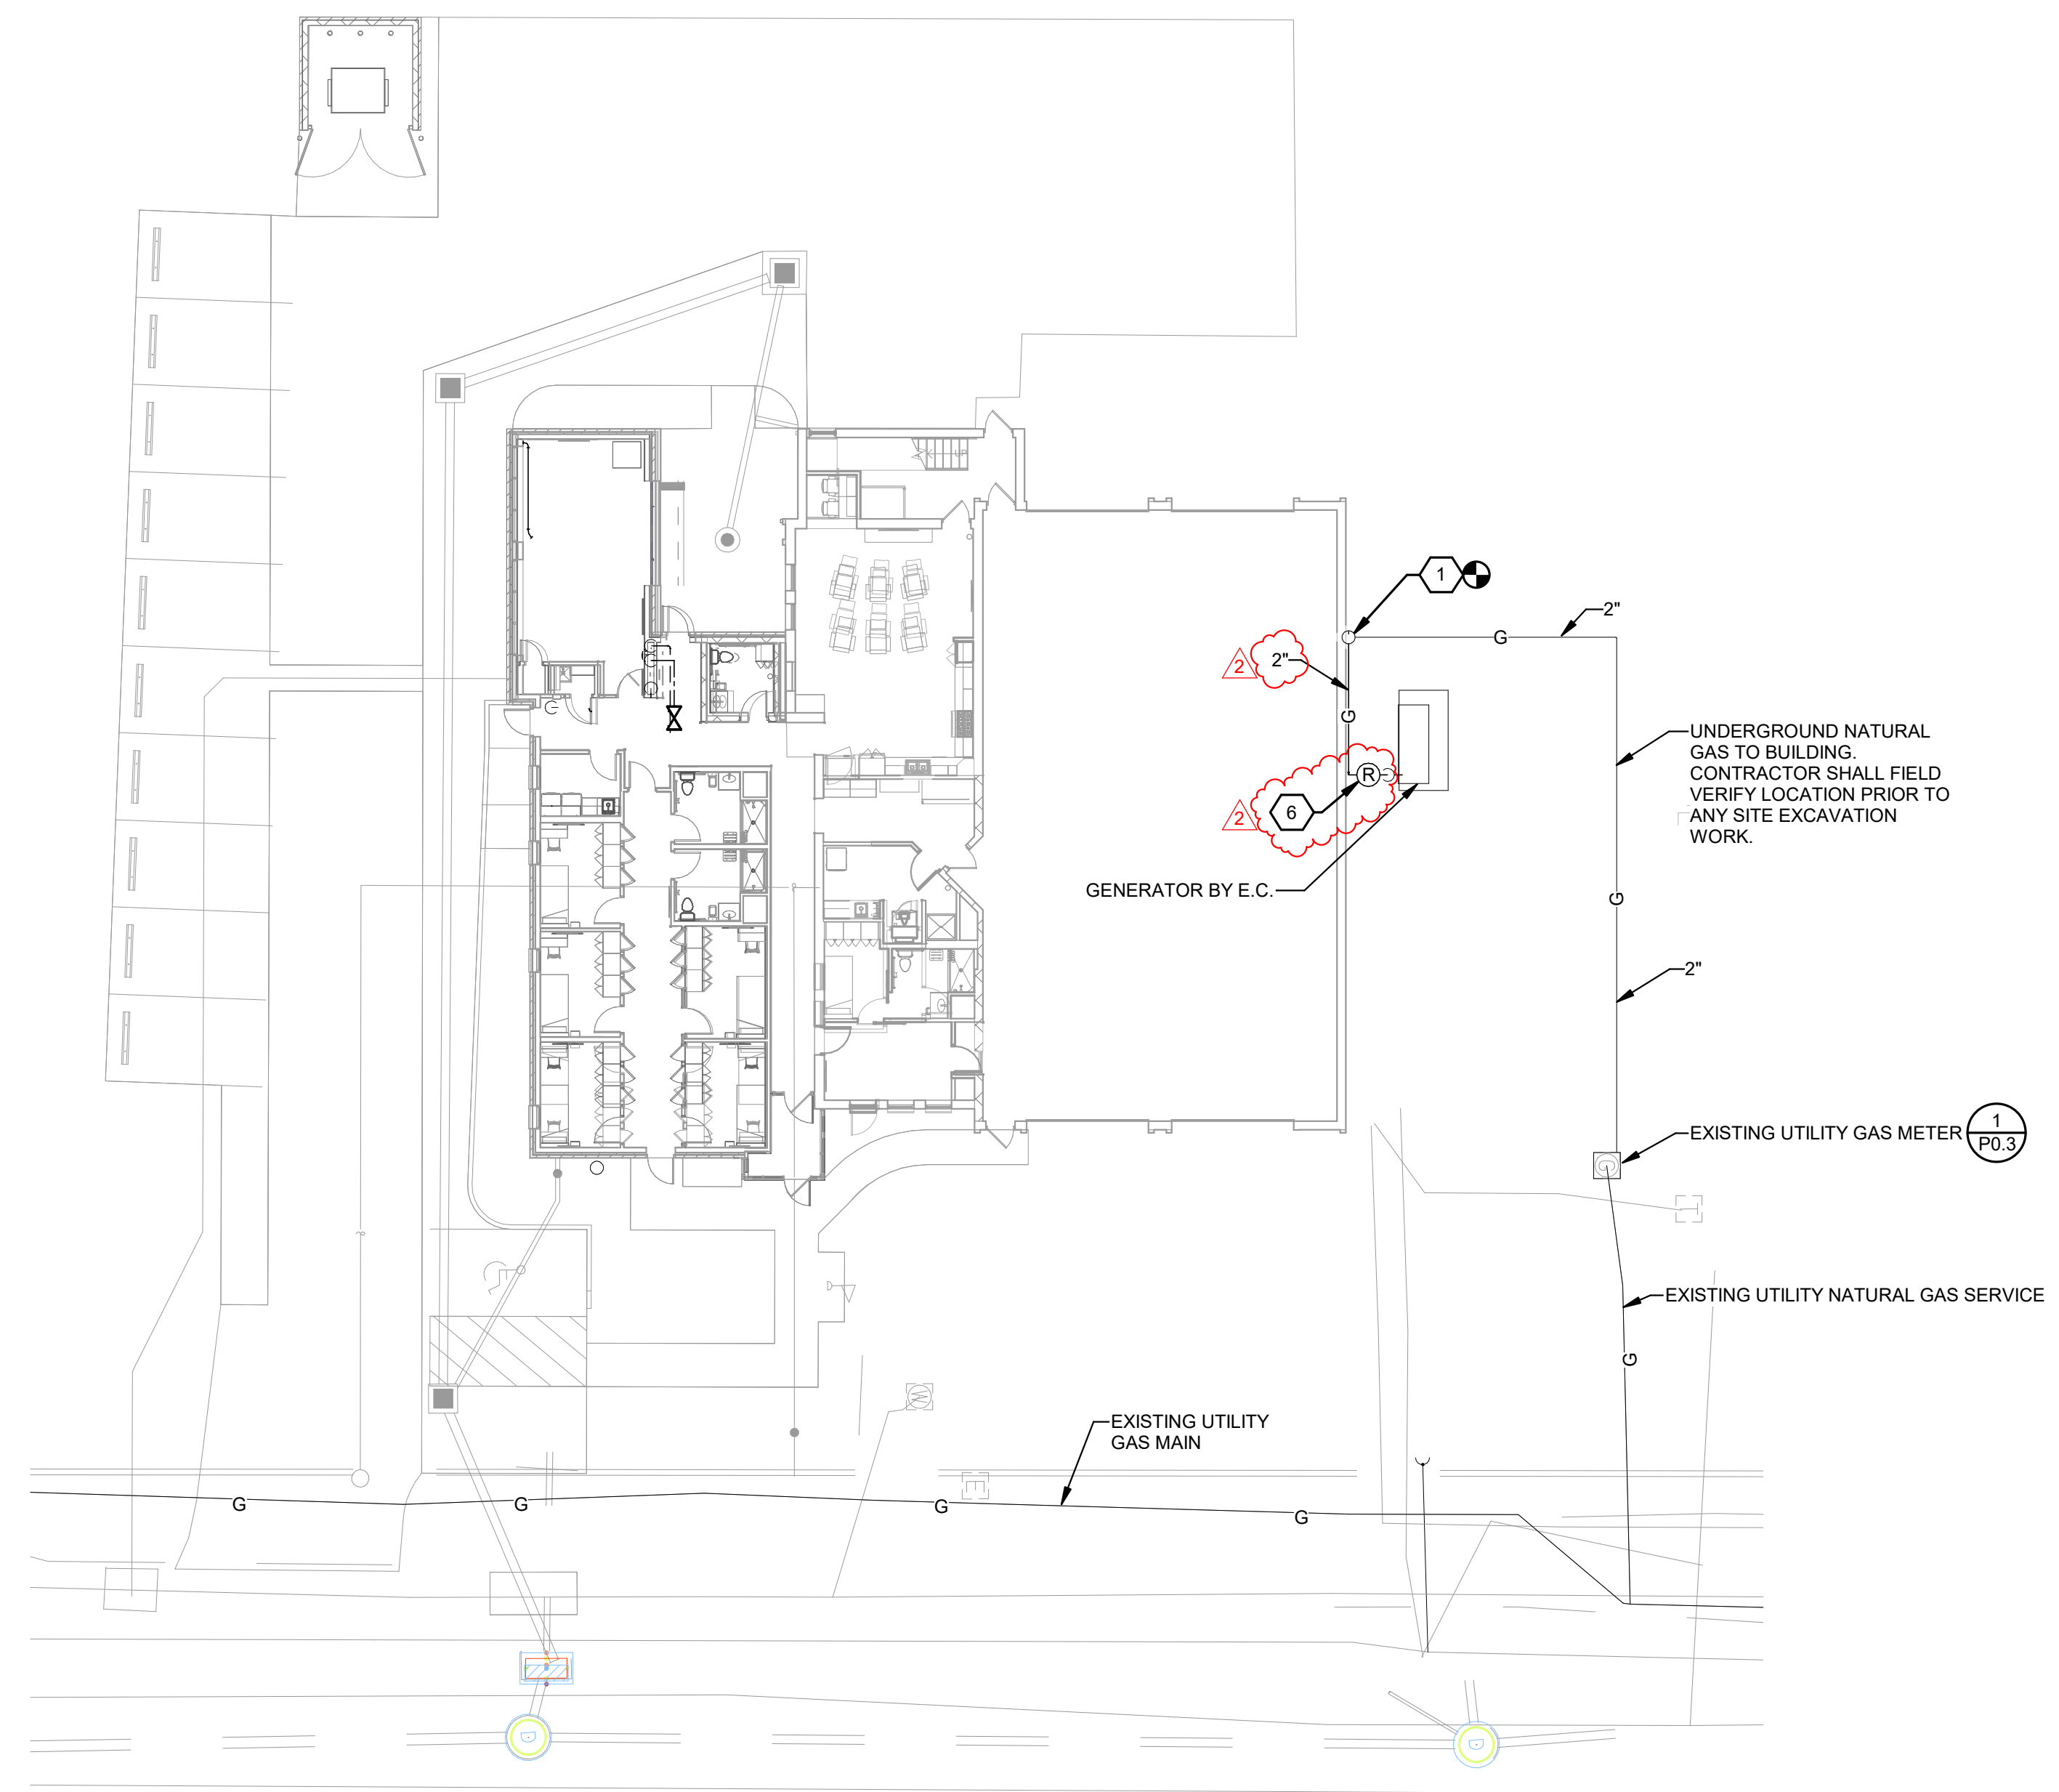 UP
1
2"
G
2
2"
G
UNDERGROUND NATURAL
GAS TO BUILDING.
CONTRACTOR SHALL FIELD
VERIFY LOCATION PRIOR TO
ANY SITE EXCAVATION
WORK.
R
2
6
GENERATOR BY E.C.
G
2"
EXISTING UTILITY GAS METER
1
P0.3
G
T
EXISTING UTILITY NATURAL GAS SERVICE
G
W
EXISTING UTILITY
GAS MAIN
E
G
G
G
G
D
D